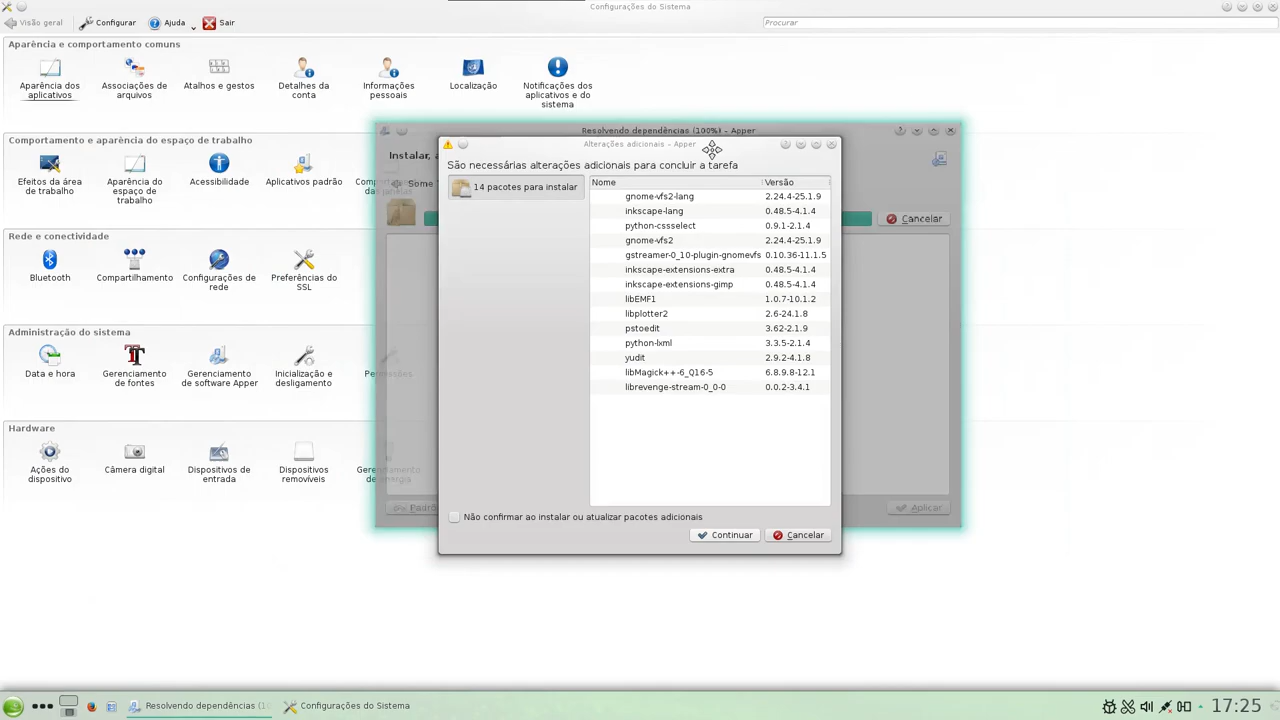 Configurações do Sistema
Visão geral Configurar Ajuda Sair Procurar
Aparência e comportamento comuns
Aparência dos aplicativos
Associações de arquivos
Atalhos e gestos
Detalhes da conta
Informações pessoais
Localização
Notificações dos aplicativos e do sistema
Comportamento e aparência do espaço de trabalho
Efeitos da área de trabalho
Aparência do espaço de trabalho
Acessibilidade
Aplicativos padrão
Rede e conectividade
Bluetooth
Compartilhamento
Configurações de rede
Preferências do SSL
Administração do sistema
Data e hora
Gerenciamento de fontes
Gerenciamento de software Apper
Inicialização e desligamento
Permissões
Hardware
Ações do dispositivo
Câmera digital
Dispositivos de entrada
Dispositivos removíveis
Resolvendo dependências (100%) - Apper
Instalar,
Some
Cancelar
Aplicar
Alterações adicionais - Apper
São necessárias alterações adicionais para concluir a tarefa
14 pacotes para instalar
Nome Versão
gnome-vfs2-lang 2.24.4-25.1.9
inkscape-lang 0.48.5-4.1.4
python-cssselect 0.9.1-2.1.4
gnome-vfs2 2.24.4-25.1.9
gstreamer-0_10-plugin-gnomevfs 0.10.36-11.1.5
inkscape-extensions-extra 0.48.5-4.1.4
inkscape-extensions-gimp 0.48.5-4.1.4
libEMF1 1.0.7-10.1.2
libplotter2 2.6-24.1.8
pstoedit 3.62-2.1.9
python-lxml 3.3.5-2.1.4
yudit 2.9.2-4.1.8
libMagick++-6_Q16-5 6.8.9.8-12.1
librevenge-stream-0_0-0 0.0.2-3.4.1
Não confirmar ao instalar ou atualizar pacotes adicionais
Continuar Cancelar
Resolvendo dependências (1 Configurações do Sistema 17:25